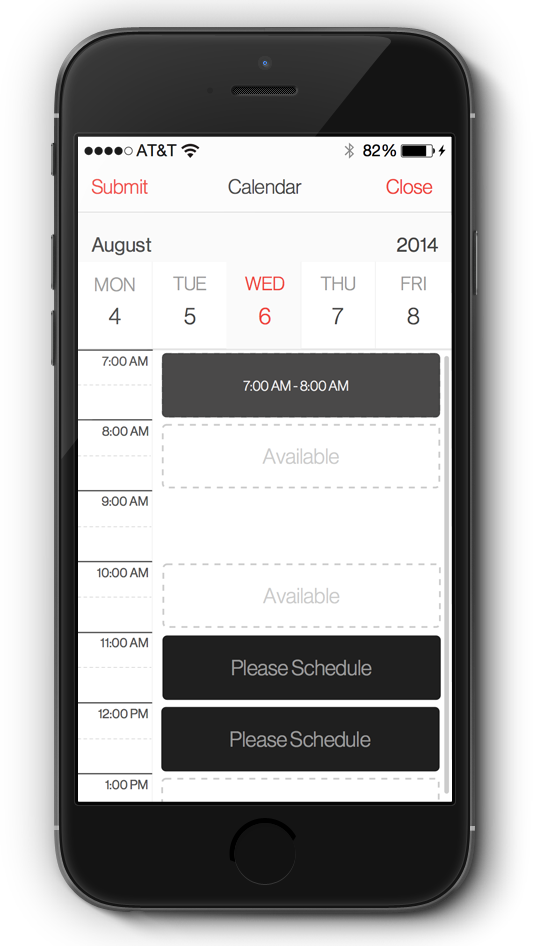 AT&T 82%
Submit Calendar Close
August 2014
MON TUE WED THU FRI
4 5 6 7 8
7:00 AM 7:00 AM - 8:00 AM
8:00 AM
Available
9:00 AM
10:00 AM
Available
11:00 AM
Please Schedule
12:00 PM
Please Schedule
1:00 PM